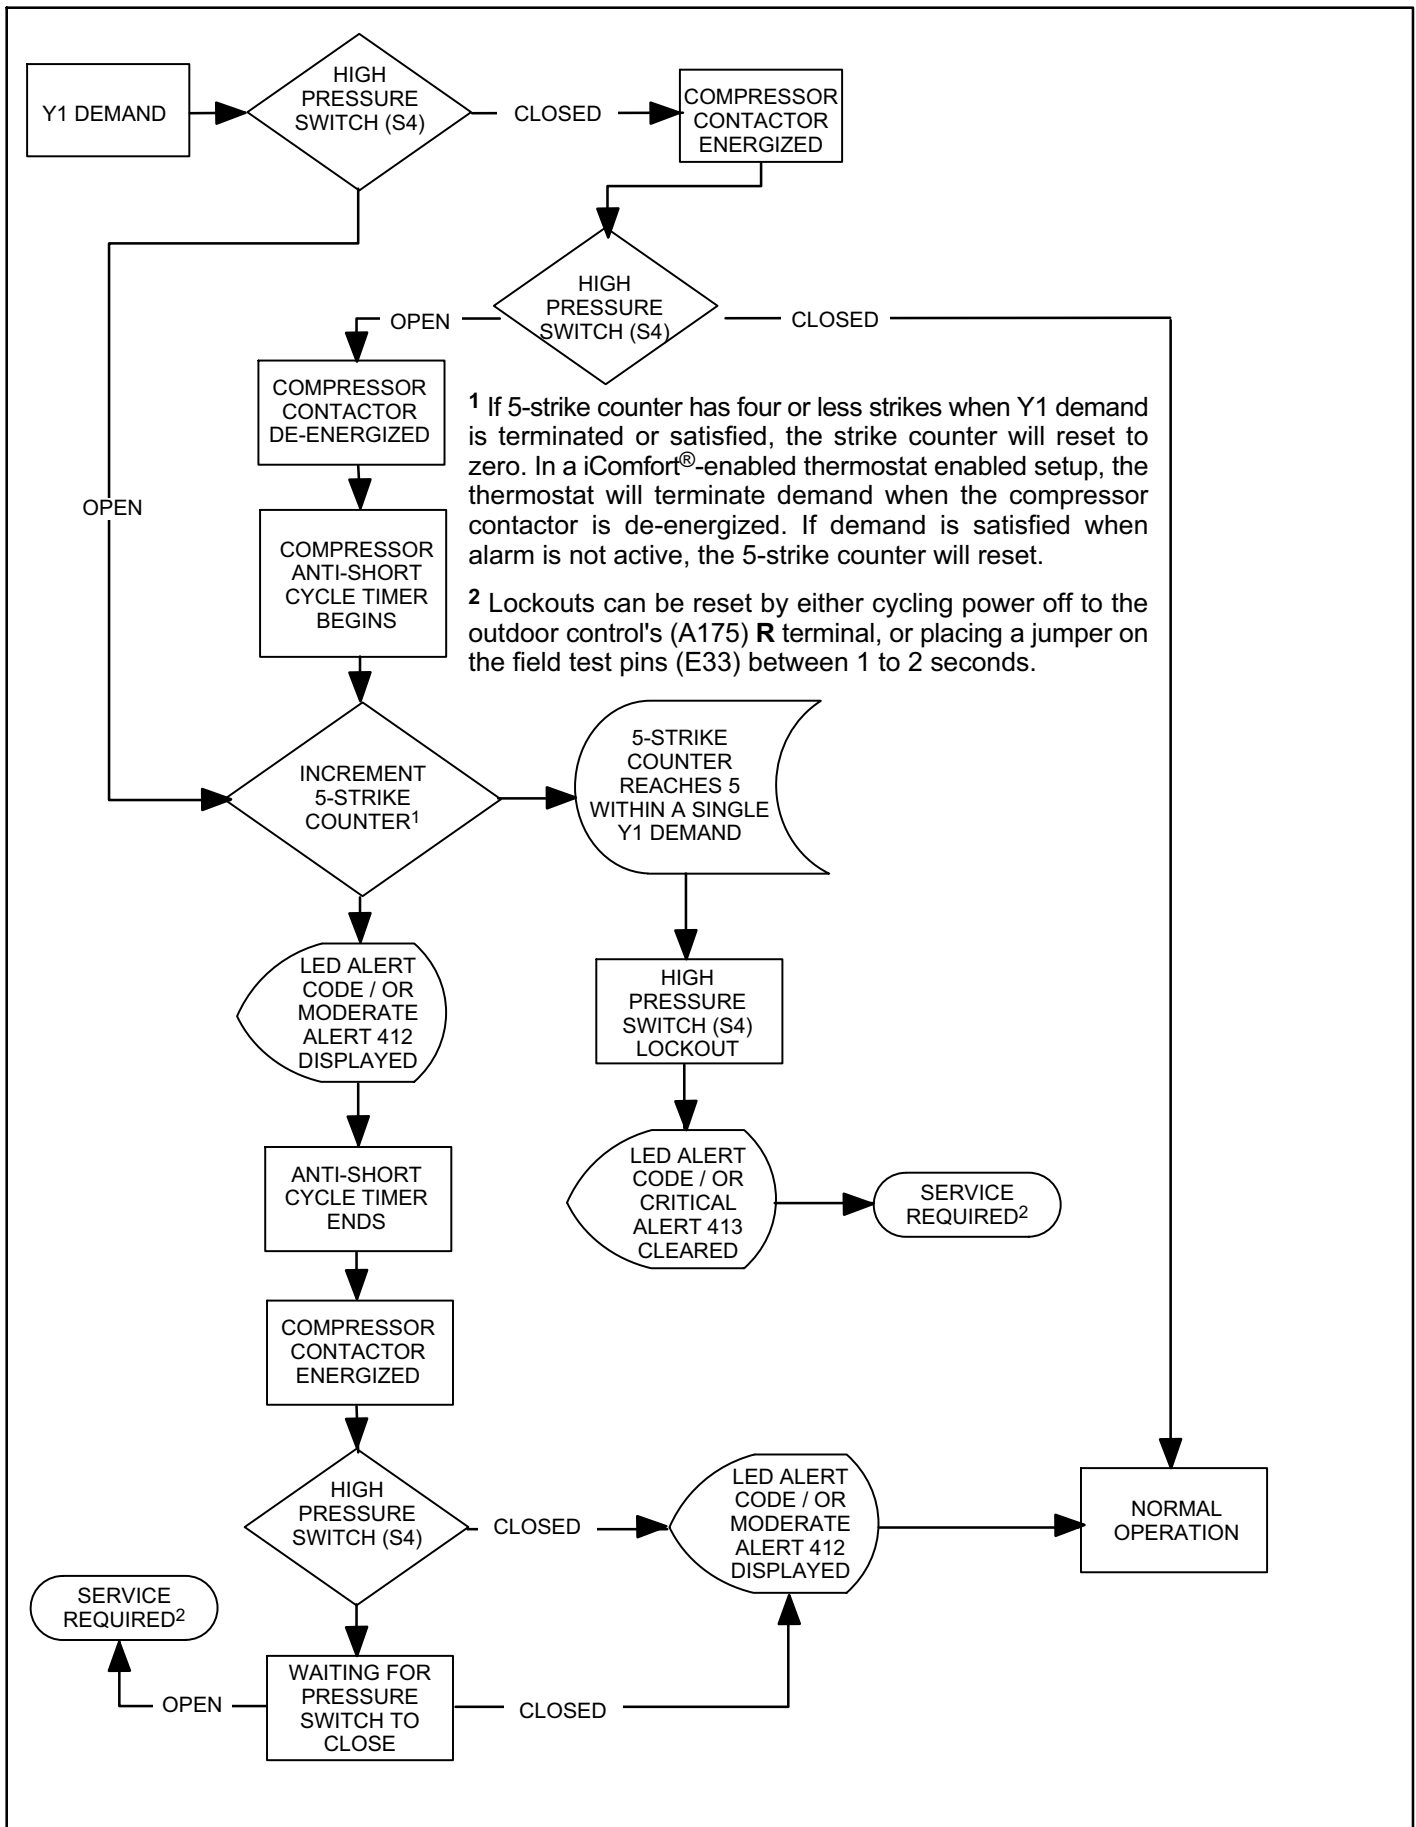 Y1 DEMAND
HIGH
PRESSURE
SWITCH (S4)
CLOSED
COMPRESSOR
CONTACTOR
ENERGIZED
HIGH
PRESSURE
SWITCH (S4)
OPEN
CLOSED
COMPRESSOR
CONTACTOR
DE-ENERGIZED
OPEN
COMPRESSOR
ANTI-SHORT
CYCLE TIMER
BEGINS
1 If 5-strike counter has four or less strikes when Y1 demand
is terminated or satisfied, the strike counter will reset to
zero. In a iComfort®-enabled thermostat enabled setup, the
thermostat will terminate demand when the compressor
contactor is de-energized. If demand is satisfied when
alarm is not active, the 5-strike counter will reset.
2 Lockouts can be reset by either cycling power off to the
outdoor control's (A175) R terminal, or placing a jumper on
the field test pins (E33) between 1 to 2 seconds.
INCREMENT
5-STRIKE
COUNTER1
5-STRIKE
COUNTER
REACHES 5
WITHIN A SINGLE
Y1 DEMAND
LED ALERT
CODE / OR
MODERATE
ALERT 412
DISPLAYED
HIGH
PRESSURE
SWITCH (S4)
LOCKOUT
ANTI-SHORT
CYCLE TIMER
ENDS
LED ALERT
CODE / OR
CRITICAL
ALERT 413
CLEARED
SERVICE
REQUIRED2
COMPRESSOR
CONTACTOR
ENERGIZED
HIGH
PRESSURE
SWITCH (S4)
CLOSED
LED ALERT
CODE / OR
MODERATE
ALERT 412
DISPLAYED
NORMAL
OPERATION
SERVICE
REQUIRED2
OPEN
WAITING FOR
PRESSURE
SWITCH TO
CLOSE
CLOSED